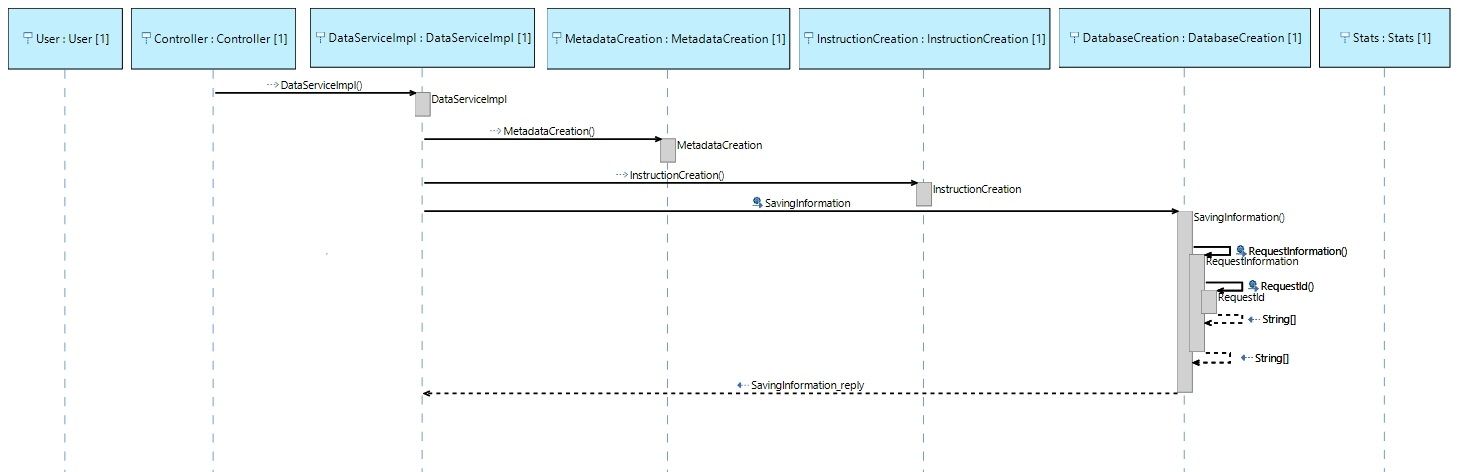 User : User [1]
Controller : Controller [1]
DataServiceImpl : DataServiceImpl [1]
MetadataCreation : MetadataCreation [1]
InstructionCreation : InstructionCreation [1]
DatabaseCreation : DatabaseCreation [1]
Stats : Stats [1]
DataServiceImpl()
DataServiceImpl
MetadataCreation()
MetadataCreation
InstructionCreation()
InstructionCreation
SavingInformation
SavingInformation()
RequestInformation()
RequestInformation
RequestId()
RequestId
String[]
String[]
SavingInformation_reply